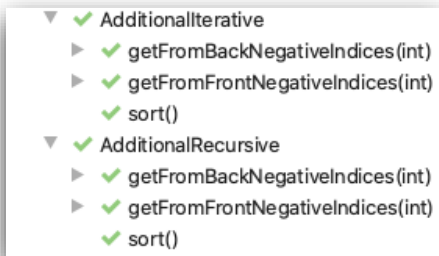 AdditionalIterative
getFromBackNegativeIndices(int)
getFromFrontNegativeIndices(int)
sort()
AdditionalRecursive
getFromBackNegativeIndices(int)
getFromFrontNegativeIndices(int)
sort()